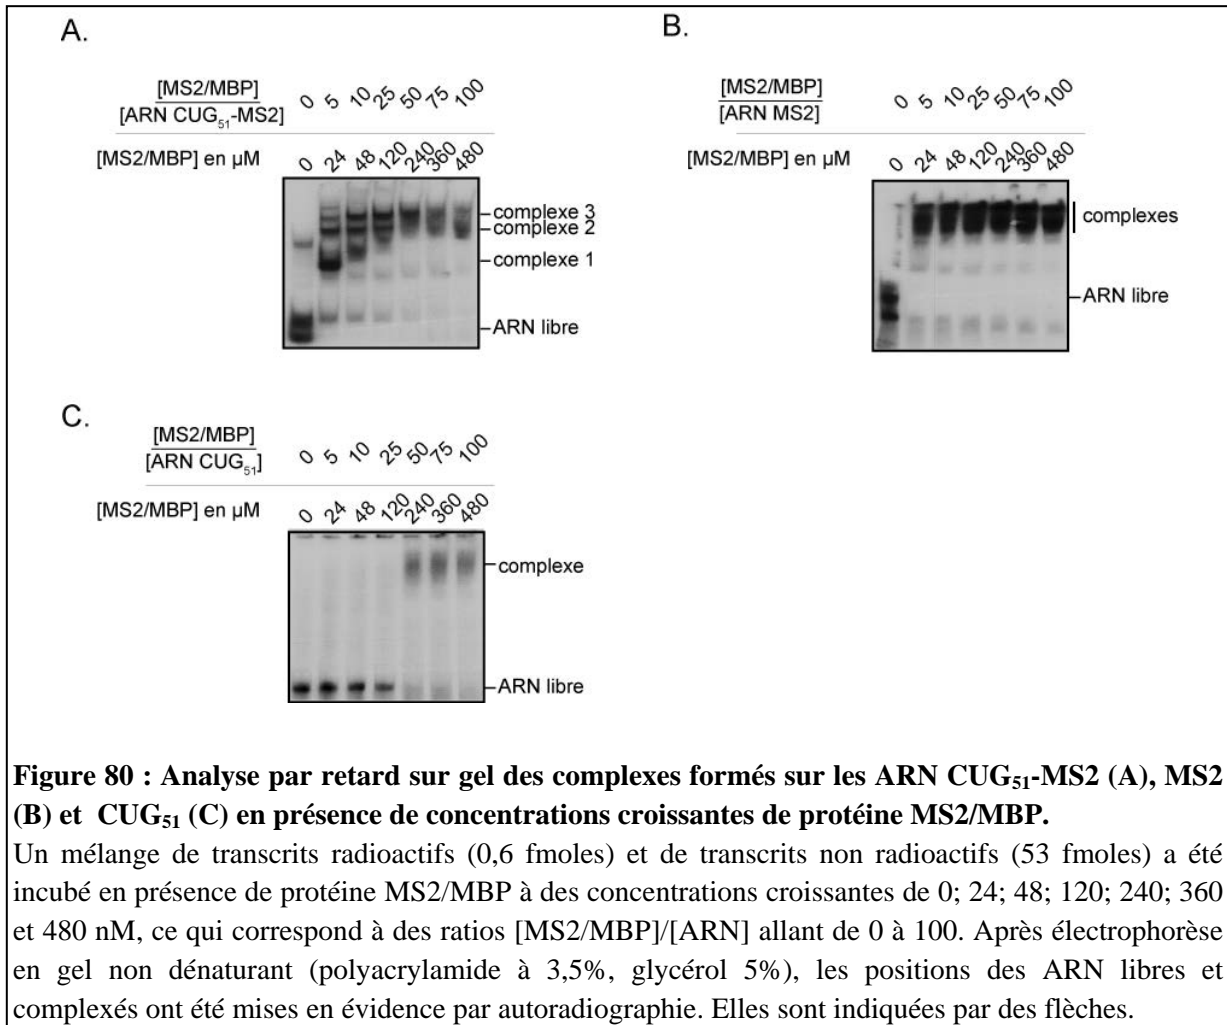 A.
[MS2/MBP]
[ARN CUG51-MS2]
0 5 10 25 50 75 100
[MS2/MBP] en µM
0 24 48 120 240 360 480
complexe 3
complexe 2
complexe 1
ARN libre
B.
[MS2/MBP]
[ARN MS2]
0 5 10 25 50 75 100
[MS2/MBP] en µM
0 24 48 120 240 360 480
complexes
ARN libre
C.
[MS2/MBP]
[ARN CUG51]
0 5 10 25 50 75 100
[MS2/MBP] en µM
0 24 48 120 240 360 480
complexe
ARN libre
Figure 80 : Analyse par retard sur gel des complexes formés sur les ARN CUG51-MS2 (A), MS2
(B) et CUG51 (C) en présence de concentrations croissantes de protéine MS2/MBP.
Un mélange de transcrits radioactifs (0,6 fmoles) et de transcrits non radioactifs (53 fmoles) a été
incubé en présence de protéine MS2/MBP à des concentrations croissantes de 0; 24; 48; 120; 240; 360
et 480 nM, ce qui correspond à des ratios [MS2/MBP]/[ARN] allant de 0 à 100. Après électrophorèse
en gel non dénaturant (polyacrylamide à 3,5%, glycérol 5%), les positions des ARN libres et
complexés ont été mises en évidence par autoradiographie. Elles sont indiquées par des flèches.